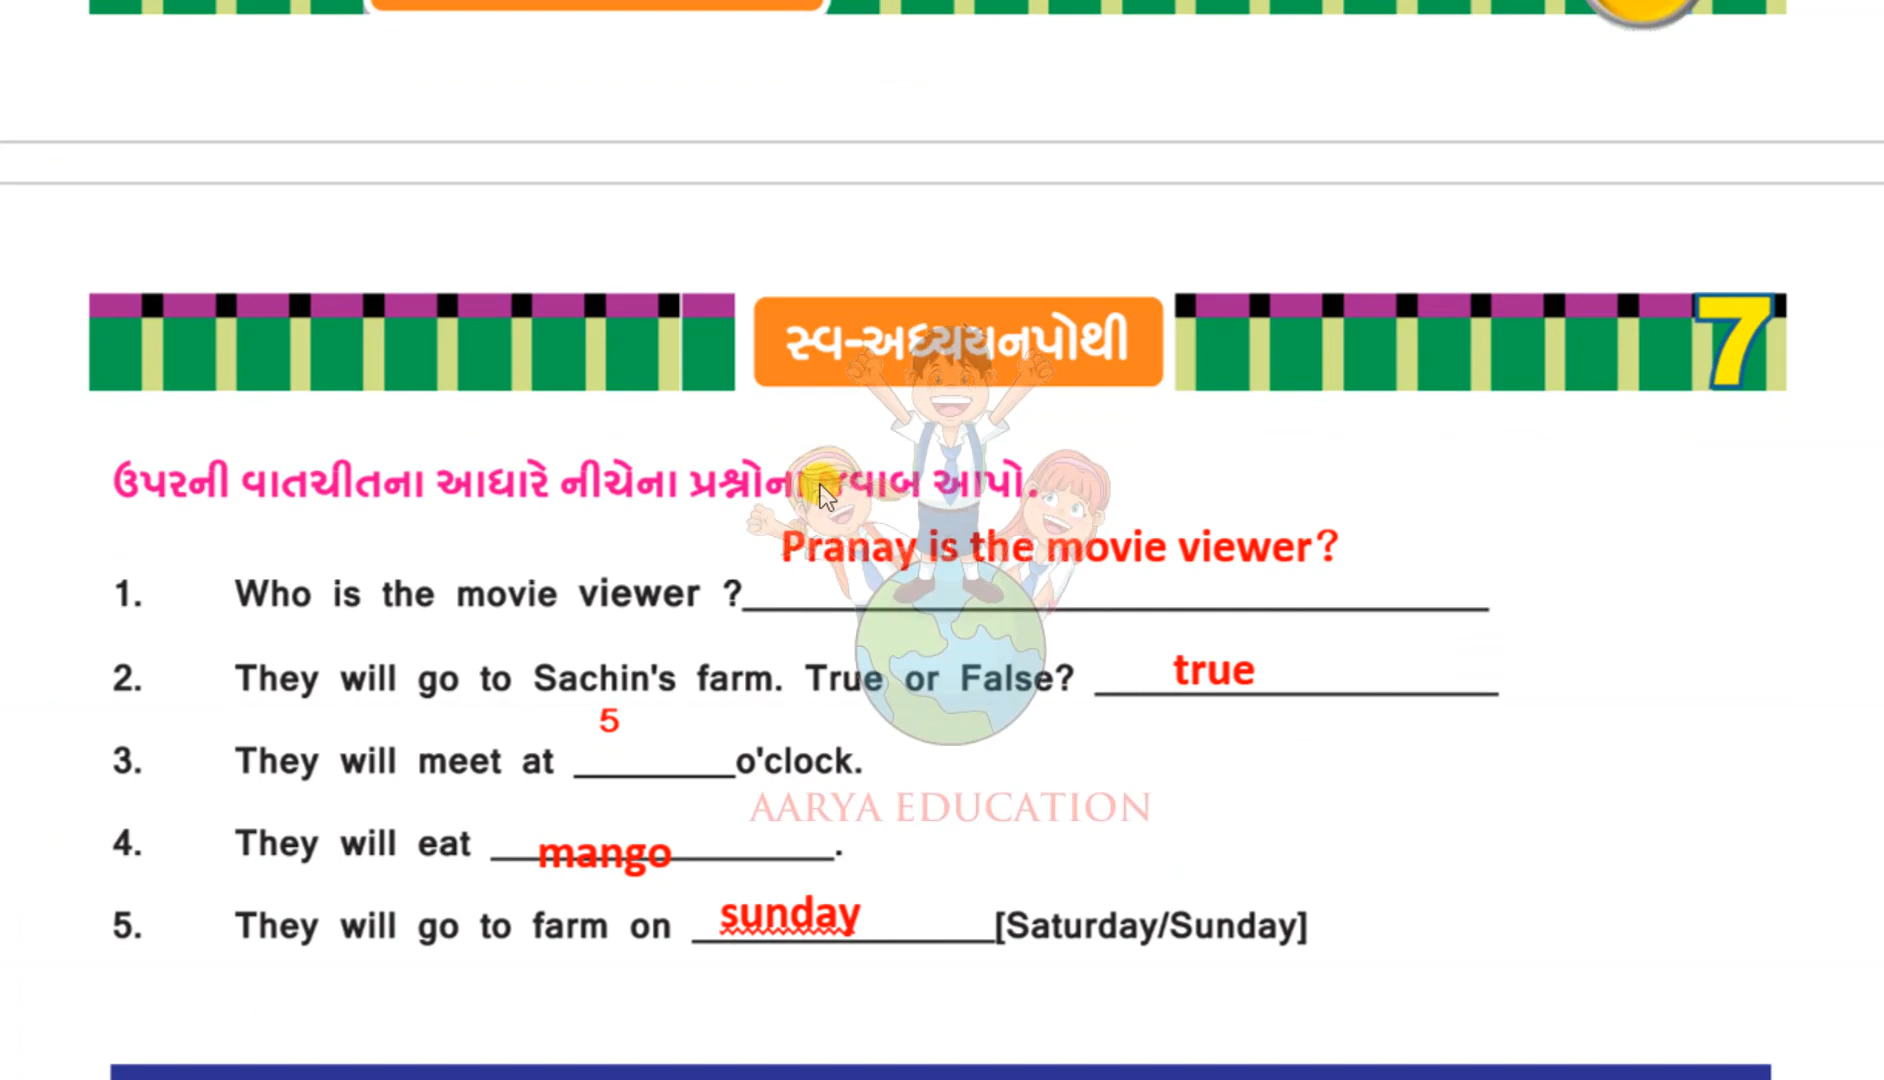 સ્વ-અધ્યયનપોથી
7
ઉપરની વાતચીતના આધારે નીચેના પ્રશ્નોના જવાબ આપો.
Pranay is the movie viewer?
1. Who is the movie viewer ?
2. They will go to Sachin's farm. True or False? true
5
3. They will meet at ________o'clock.
AARYA EDUCATION
4. They will eat mango.
5. They will go to farm on sunday [Saturday/Sunday]